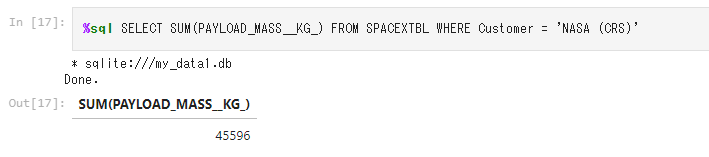 In [17]:
%sql SELECT SUM(PAYLOAD_MASS__KG_) FROM SPACEXTBL WHERE Customer = 'NASA (CRS)'
* sqlite:///my_data1.db
Done.
Out[17]:
SUM(PAYLOAD_MASS__KG_)
45596